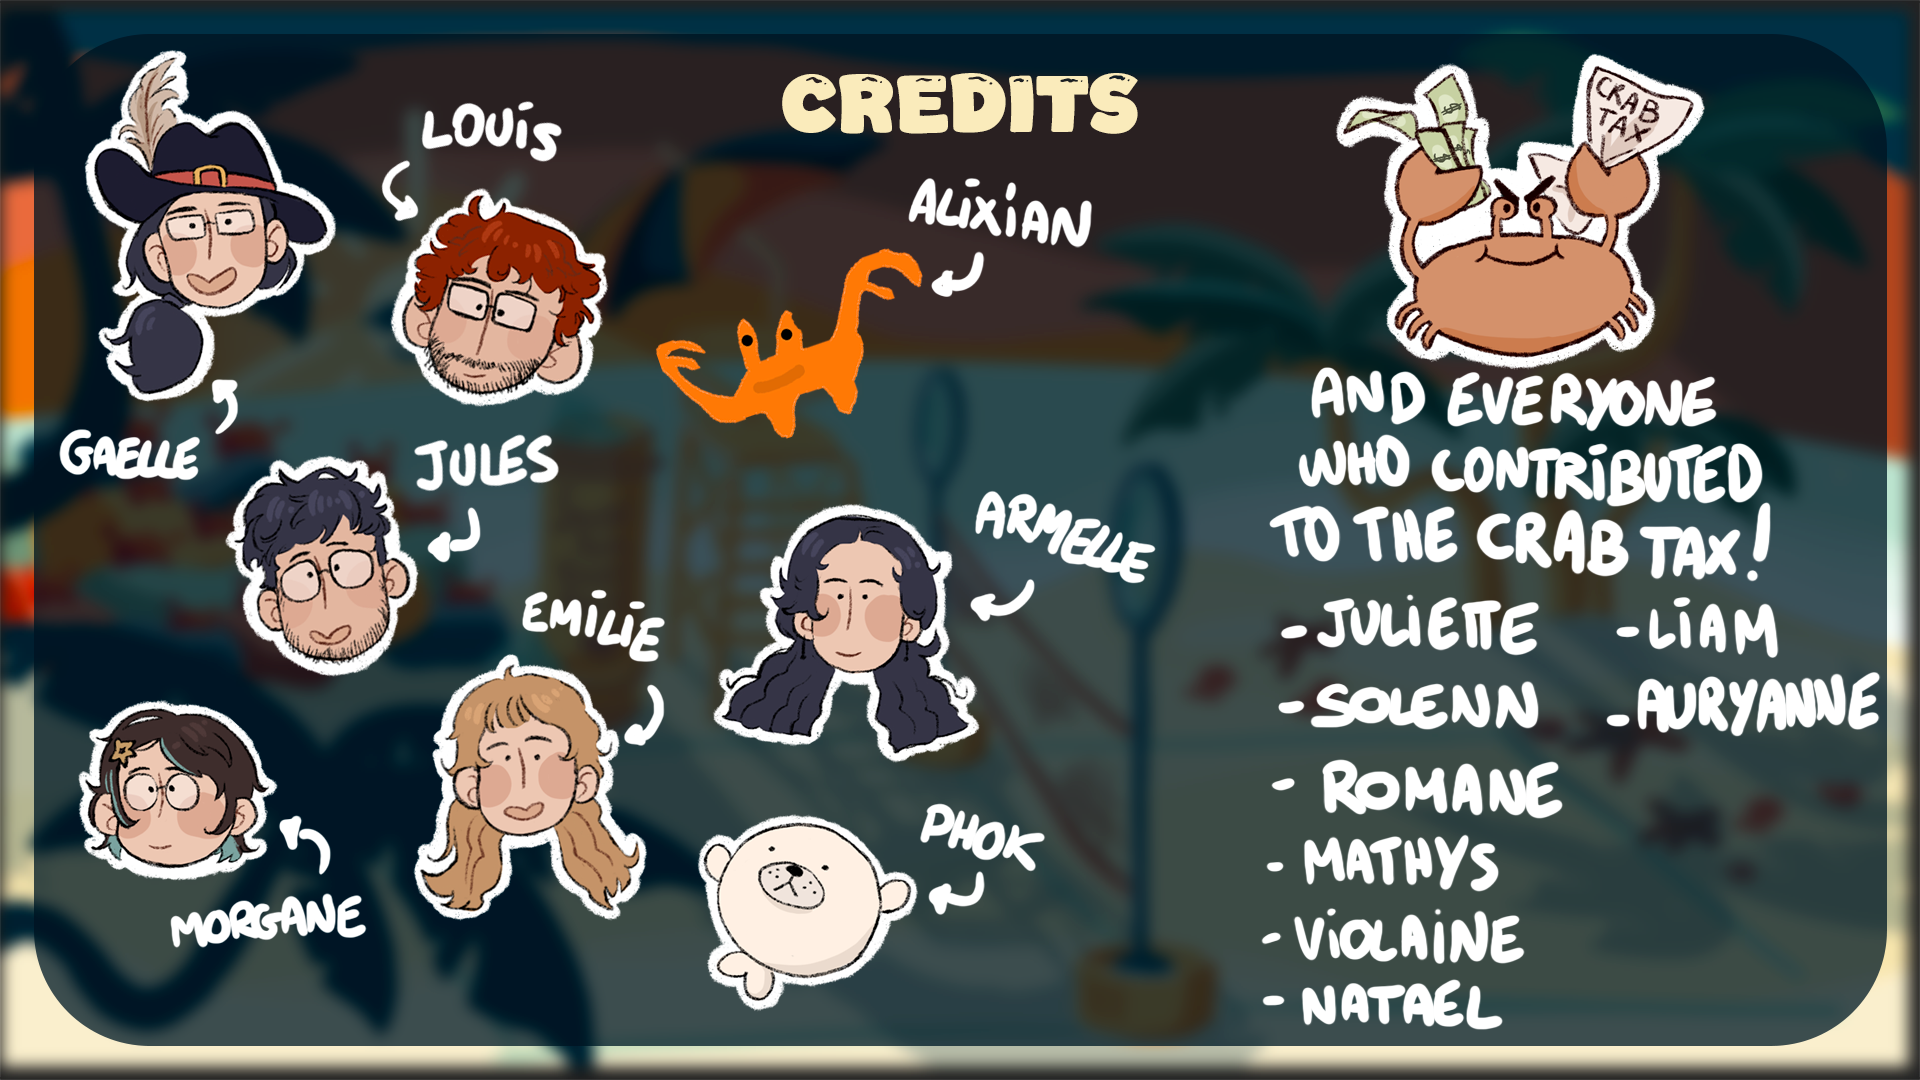 CREDITS
LOUiS
ALiXiAN
GAELLE
JULES
ARMELLE
EMiLiE
PHOK
MORGANE
CRAB
TAX
AND EVERYONE
WHO CONTRiBUTED
TO THE CRAB TAX!
- JULiETTE
- LiAM
- SOLENN
- AURYANNE
- ROMANE
- MATHYS
- ViOLAiNE
- NATAEL